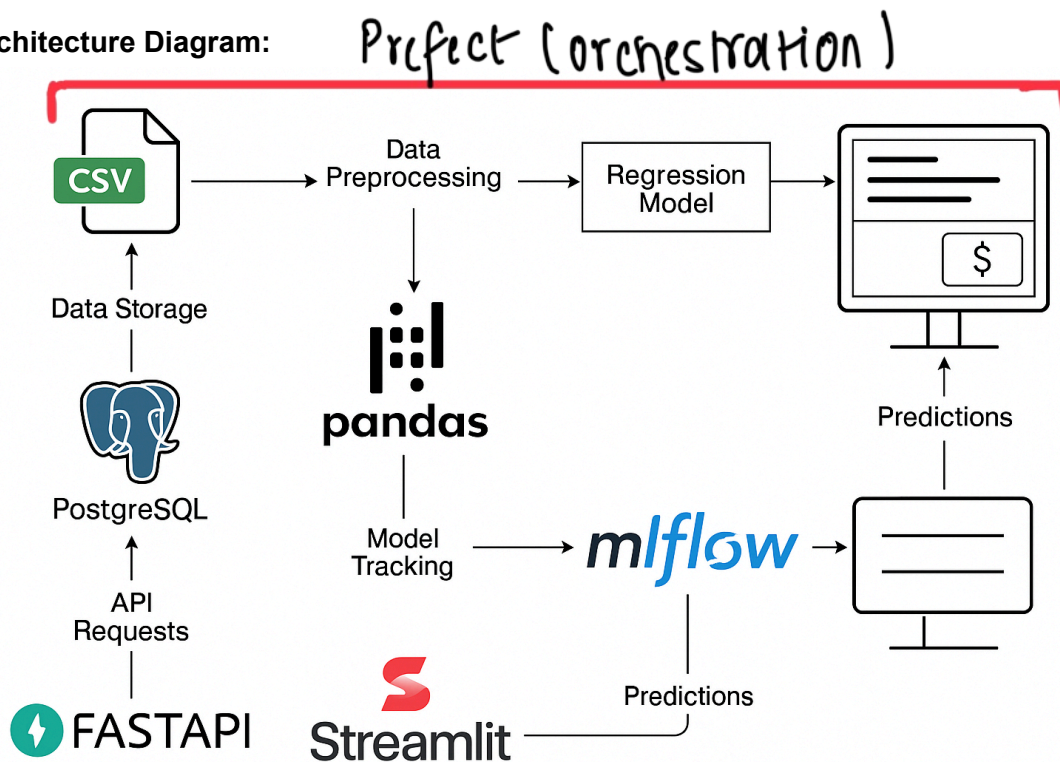 chitecture Diagram:
Prefect (orchestration)
CSV
Data
Preprocessing
Regression
Model
$
Data Storage
pandas
Predictions
PostgreSQL
Model
Tracking
mlflow
API
Requests
Predictions
FASTAPI
Streamlit